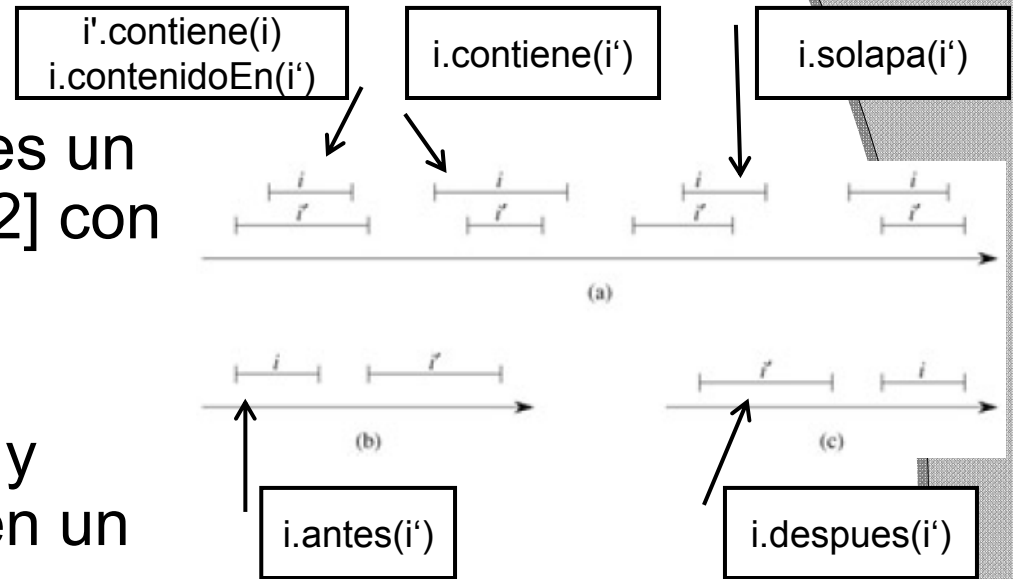 i'.contiene(i)
i.contenidoEn(i‘)
i.contiene(i‘)
i.solapa(i‘)
es un
2] con
i i i i
i' i' i' i'
(a)
i i'
(b)
i' i
(c)
y
en un
i.antes(i‘)
i.despues(i‘)